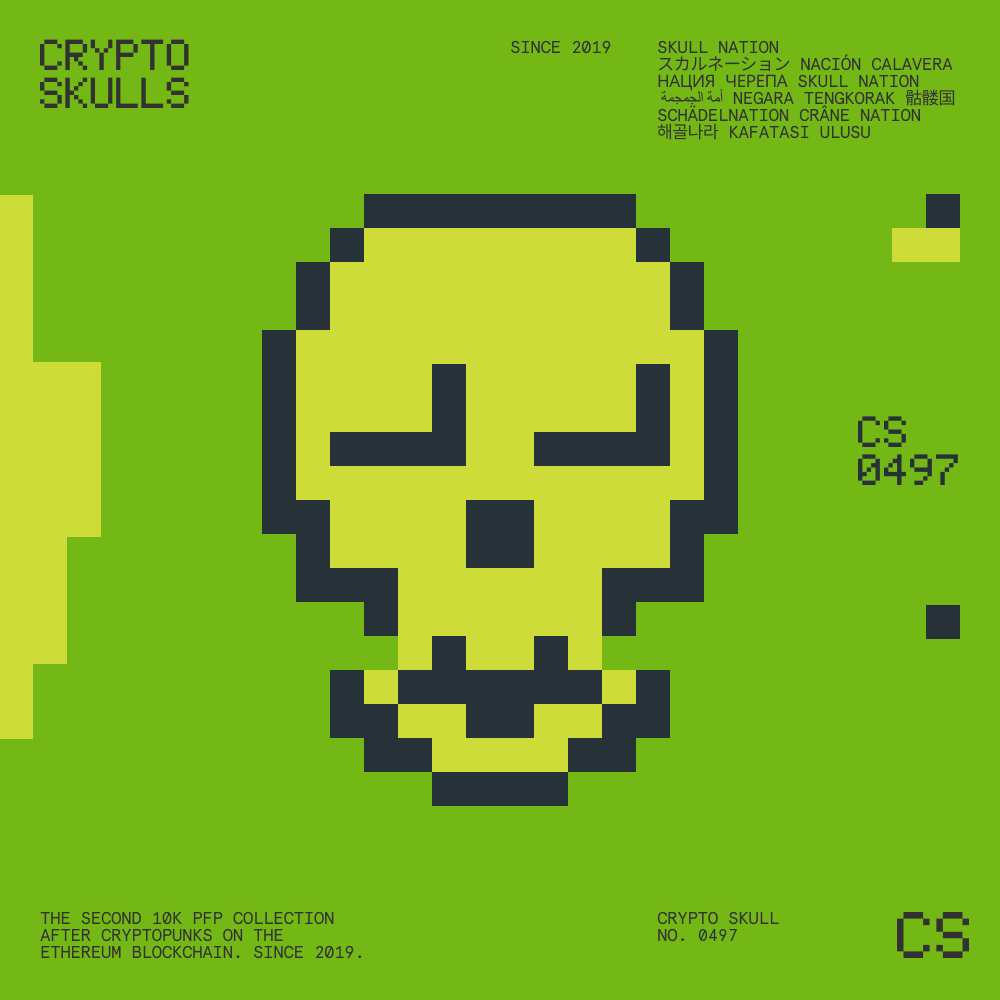 CRYPTO
SKULLS
SINCE 2019
SKULL NATION
スカルネーション NACIÓN CALAVERA
НАЦИЯ ЧЕРЕПА SKULL NATION
أمة الجمجمة NEGARA TENGKORAK 骷髅国
SCHÄDELNATION CRÂNE NATION
해골나라 KAFATASI ULUSU
CS
0497
THE SECOND 10K PFP COLLECTION
AFTER CRYPTOPUNKS ON THE
ETHEREUM BLOCKCHAIN. SINCE 2019.
CRYPTO SKULL
NO. 0497
CS